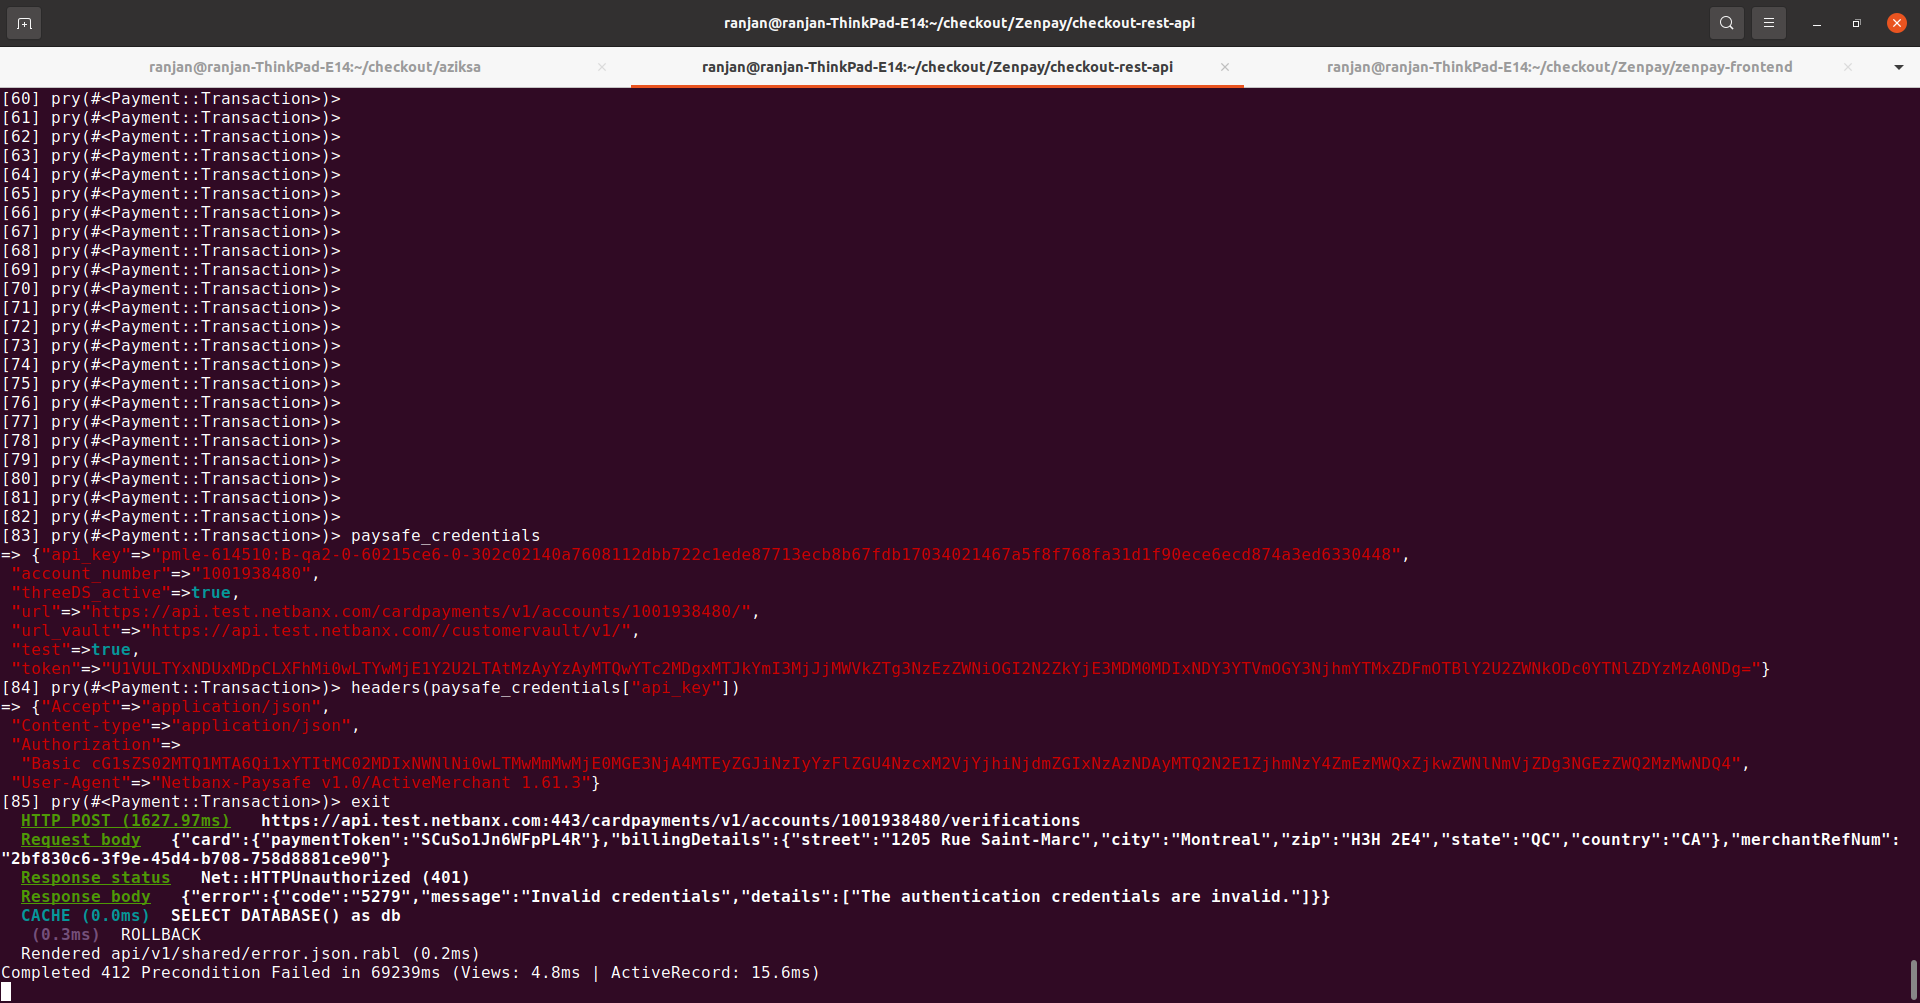 ranjan@ranjan-ThinkPad-E14:~/checkout/Zenpay/checkout-rest-api
ranjan@ranjan-ThinkPad-E14:~/checkout/aziksa
ranjan@ranjan-ThinkPad-E14:~/checkout/Zenpay/checkout-rest-api
ranjan@ranjan-ThinkPad-E14:~/checkout/Zenpay/zenpay-frontend
[60] pry(#<Payment::Transaction>)>
[61] pry(#<Payment::Transaction>)>
[62] pry(#<Payment::Transaction>)>
[63] pry(#<Payment::Transaction>)>
[64] pry(#<Payment::Transaction>)>
[65] pry(#<Payment::Transaction>)>
[66] pry(#<Payment::Transaction>)>
[67] pry(#<Payment::Transaction>)>
[68] pry(#<Payment::Transaction>)>
[69] pry(#<Payment::Transaction>)>
[70] pry(#<Payment::Transaction>)>
[71] pry(#<Payment::Transaction>)>
[72] pry(#<Payment::Transaction>)>
[73] pry(#<Payment::Transaction>)>
[74] pry(#<Payment::Transaction>)>
[75] pry(#<Payment::Transaction>)>
[76] pry(#<Payment::Transaction>)>
[77] pry(#<Payment::Transaction>)>
[78] pry(#<Payment::Transaction>)>
[79] pry(#<Payment::Transaction>)>
[80] pry(#<Payment::Transaction>)>
[81] pry(#<Payment::Transaction>)>
[82] pry(#<Payment::Transaction>)>
[83] pry(#<Payment::Transaction>)> paysafe_credentials
=> {"api_key"=>"pmle-614510:B-qa2-0-60215ce6-0-302c02140a7608112dbb722c1ede87713ecb8b67fdb17034021467a5f8f768fa31d1f90ece6ecd874a3ed6330448",
"account_number"=>"1001938480",
"threeDS_active"=>true,
"url"=>"https://api.test.netbanx.com/cardpayments/v1/accounts/1001938480/",
"url_vault"=>"https://api.test.netbanx.com//customervault/v1/",
"test"=>true,
"token"=>"U1VULTYxNDUxMDpCLXFhMi0wLTYwMjE1Y2U2LTAtMzAyYzAyMTQwYTc2MDgxMTJkYmI3MjJjMWVkZTg3NzEzZWNiOGI2N2ZkYjE3MDM0MDIxNDY3YTVmOGY3NjhmYTMxZDFmOTBlY2U2ZWNkODc0YTNlZDYzMzA0NDg="}
[84] pry(#<Payment::Transaction>)> headers(paysafe_credentials["api_key"])
=> {"Accept"=>"application/json",
"Content-type"=>"application/json",
"Authorization"=>
"Basic cG1sZS02MTQ1MTA6Qi1xYTItMC02MDIxNWNlNi0wLTMwMmMwMjE0MGE3NjA4MTEyZGJiNzIyYzFlZGU4NzcxM2VjYjhiNjdmZGIxNzAzNDAyMTQ2N2E1ZjhmNzY4ZmEzMWQxZjkwZWNlNmVjZDg3NGEzZWQ2MzMwNDQ4",
"User-Agent"=>"Netbanx-Paysafe v1.0/ActiveMerchant 1.61.3"}
[85] pry(#<Payment::Transaction>)> exit
HTTP POST (1627.97ms) https://api.test.netbanx.com:443/cardpayments/v1/accounts/1001938480/verifications
Request body {"card":{"paymentToken":"SCuSo1Jn6WFpPL4R"},"billingDetails":{"street":"1205 Rue Saint-Marc","city":"Montreal","zip":"H3H 2E4","state":"QC","country":"CA"},"merchantRefNum":
"2bf830c6-3f9e-45d4-b708-758d8881ce90"}
Response status Net::HTTPUnauthorized (401)
Response body {"error":{"code":"5279","message":"Invalid credentials","details":["The authentication credentials are invalid."]}}
CACHE (0.0ms) SELECT DATABASE() as db
(0.3ms) ROLLBACK
Rendered api/v1/shared/error.json.rabl (0.2ms)
Completed 412 Precondition Failed in 69239ms (Views: 4.8ms | ActiveRecord: 15.6ms)